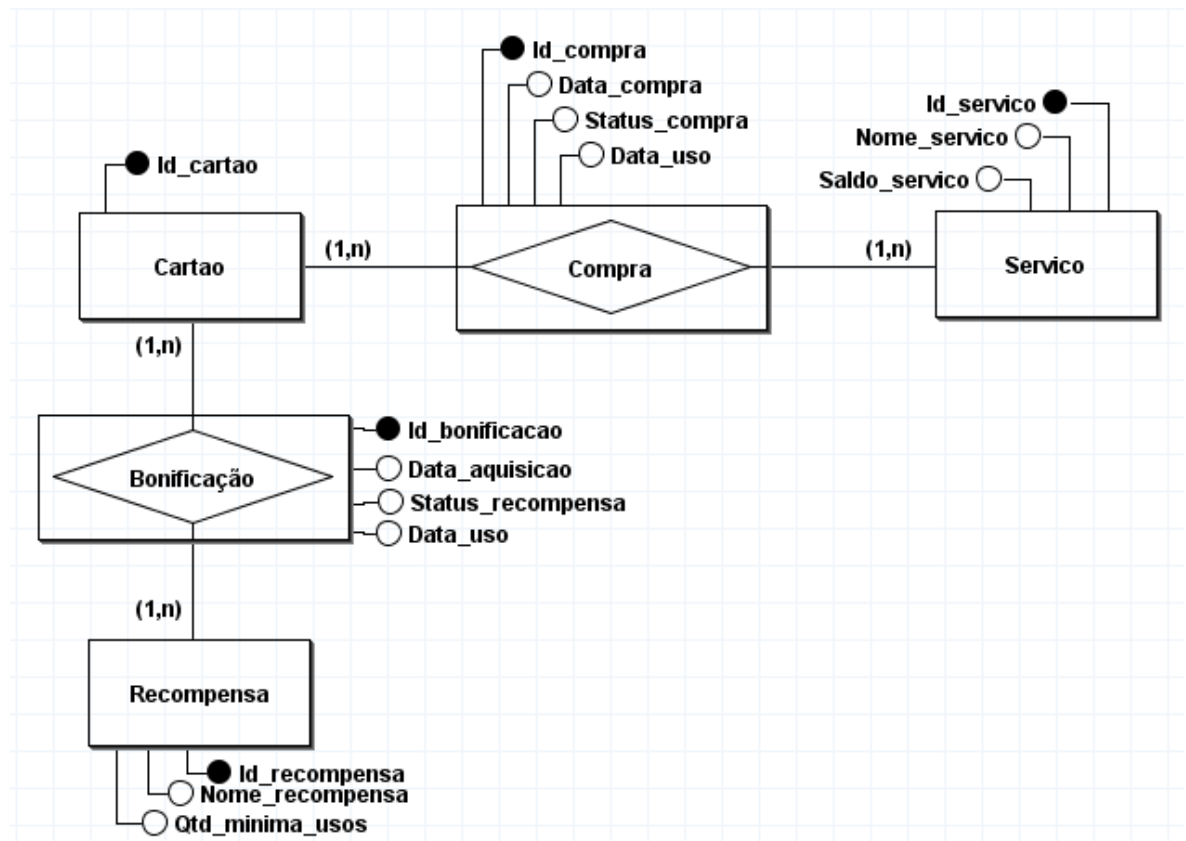 Id_compra
Data_compra
Status_compra
Data_uso
Id_servico
Nome_servico
Saldo_servico
Id_cartao
Cartao
(1,n)
Compra
(1,n)
Servico
(1,n)
Bonificação
Id_bonificacao
Data_aquisicao
Status_recompensa
Data_uso
(1,n)
Recompensa
Id_recompensa
Nome_recompensa
Qtd_minima_usos